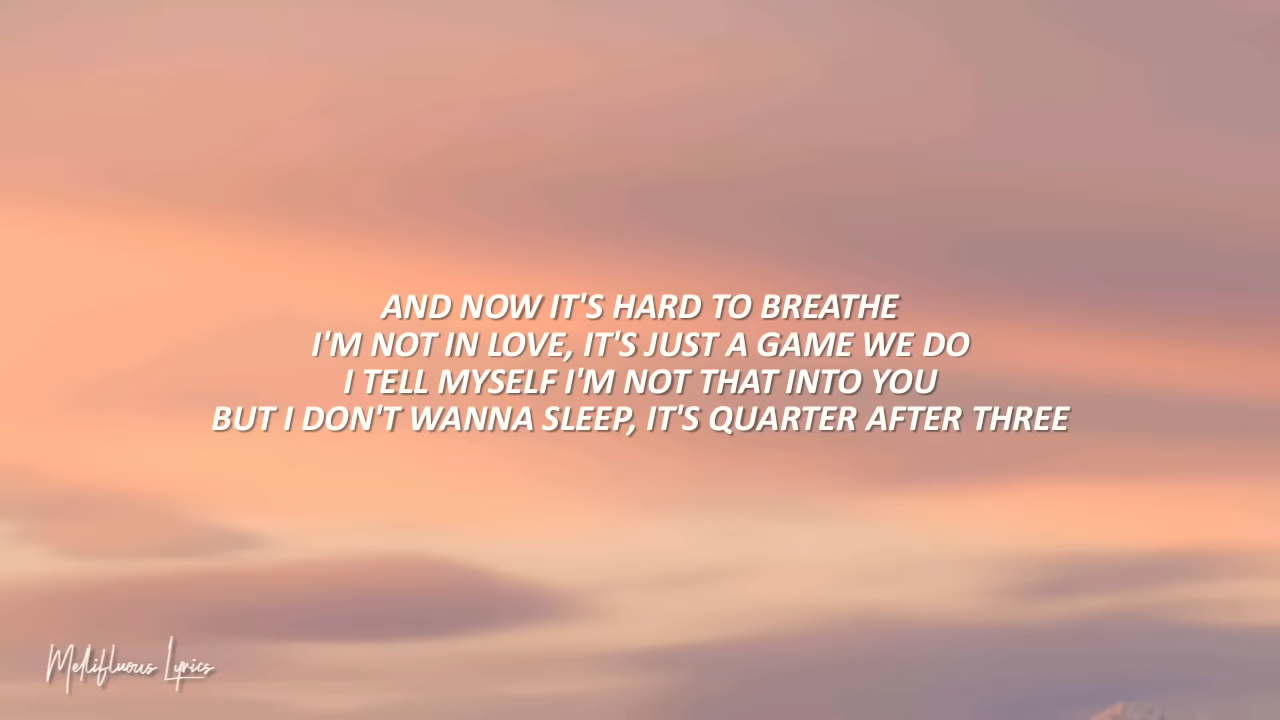 AND NOW IT'S HARD TO BREATHE
I'M NOT IN LOVE, IT'S JUST A GAME WE DO
I TELL MYSELF I'M NOT THAT INTO YOU
BUT I DON'T WANNA SLEEP, IT'S QUARTER AFTER THREE
Mellifluous Lyrics